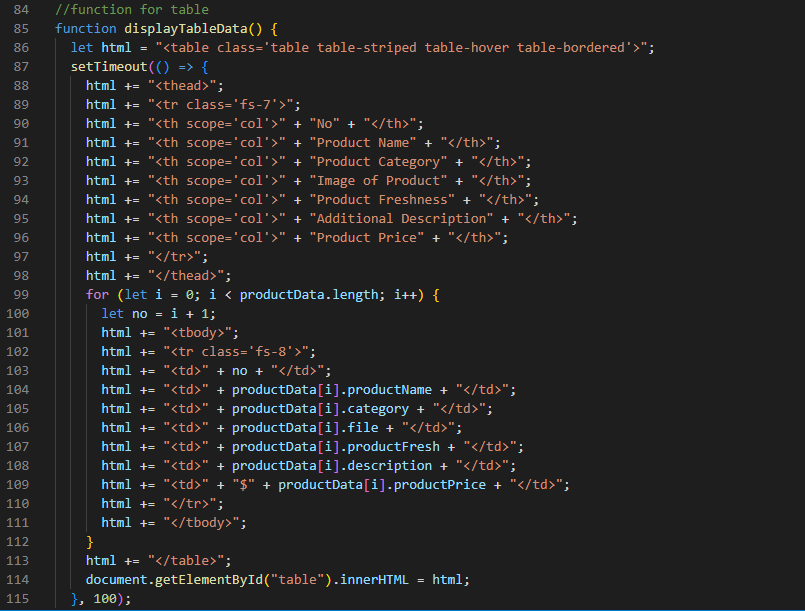 84 //function for table
85 function displayTableData() {
86 let html = "<table class='table table-striped table-hover table-bordered'>";
87 setTimeout(() => {
88 html += "<thead>";
89 html += "<tr class='fs-7'>";
90 html += "<th scope='col'>" + "No" + "</th>";
91 html += "<th scope='col'>" + "Product Name" + "</th>";
92 html += "<th scope='col'>" + "Product Category" + "</th>";
93 html += "<th scope='col'>" + "Image of Product" + "</th>";
94 html += "<th scope='col'>" + "Product Freshness" + "</th>";
95 html += "<th scope='col'>" + "Additional Description" + "</th>";
96 html += "<th scope='col'>" + "Product Price" + "</th>";
97 html += "</tr>";
98 html += "</thead>";
99 for (let i = 0; i < productData.length; i++) {
100 let no = i + 1;
101 html += "<tbody>";
102 html += "<tr class='fs-8'>";
103 html += "<td>" + no + "</td>";
104 html += "<td>" + productData[i].productName + "</td>";
105 html += "<td>" + productData[i].category + "</td>";
106 html += "<td>" + productData[i].file + "</td>";
107 html += "<td>" + productData[i].productFresh + "</td>";
108 html += "<td>" + productData[i].description + "</td>";
109 html += "<td>" + "$" + productData[i].productPrice + "</td>";
110 html += "</tr>";
111 html += "</tbody>";
112 }
113 html += "</table>";
114 document.getElementById("table").innerHTML = html;
115 }, 100);